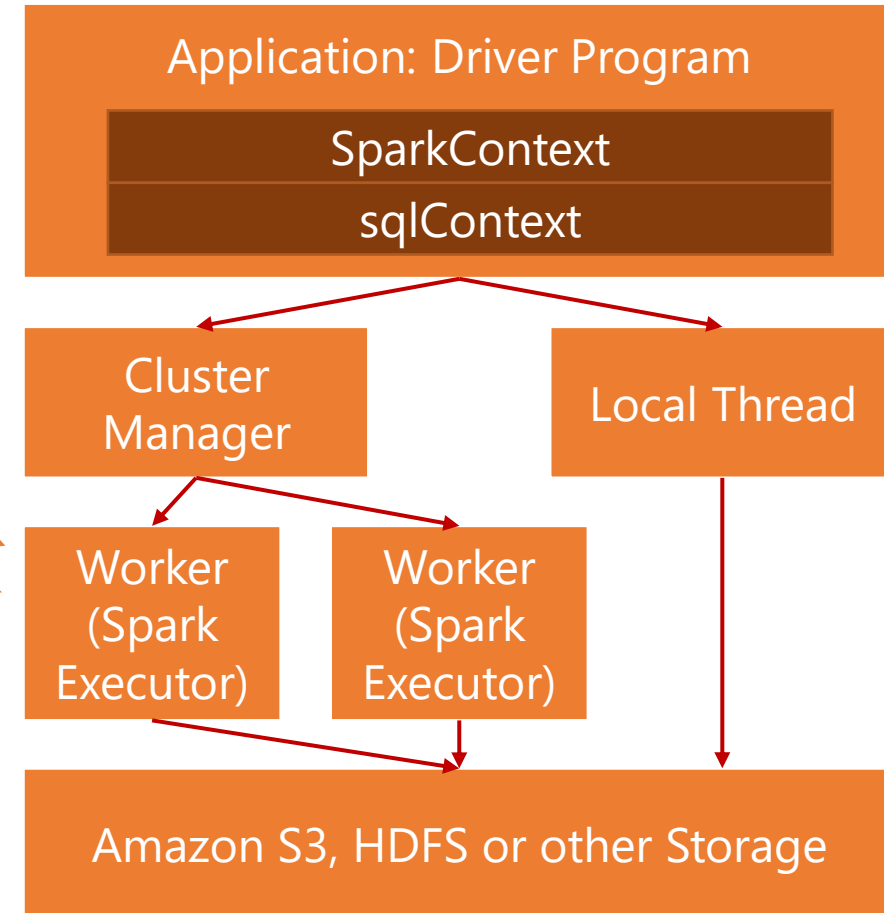 Application: Driver Program
SparkContext
sqlContext
Cluster
Manager
Local Thread
Worker
(Spark
Executor)
Worker
(Spark
Executor)
Amazon S3, HDFS or other Storage